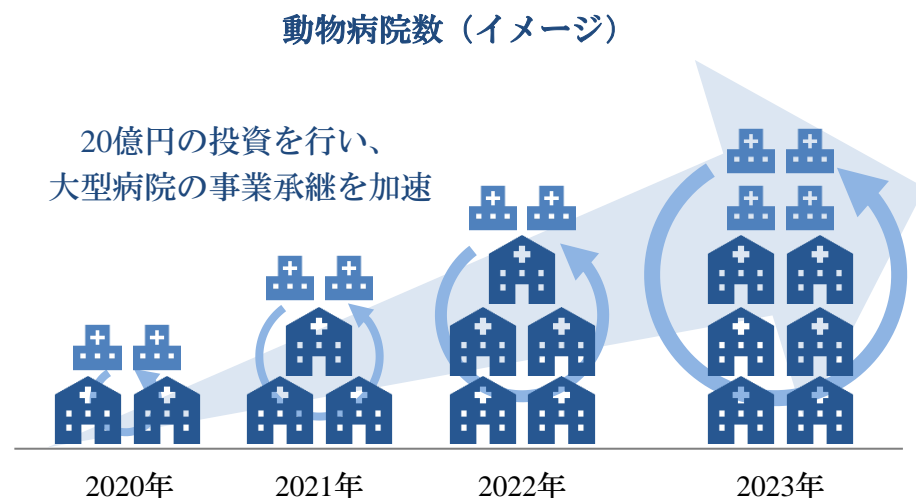 動物病院数（イメージ）
20億円の投資を行い、
大型病院の事業承継を加速
2020年
2021年
2022年
2023年